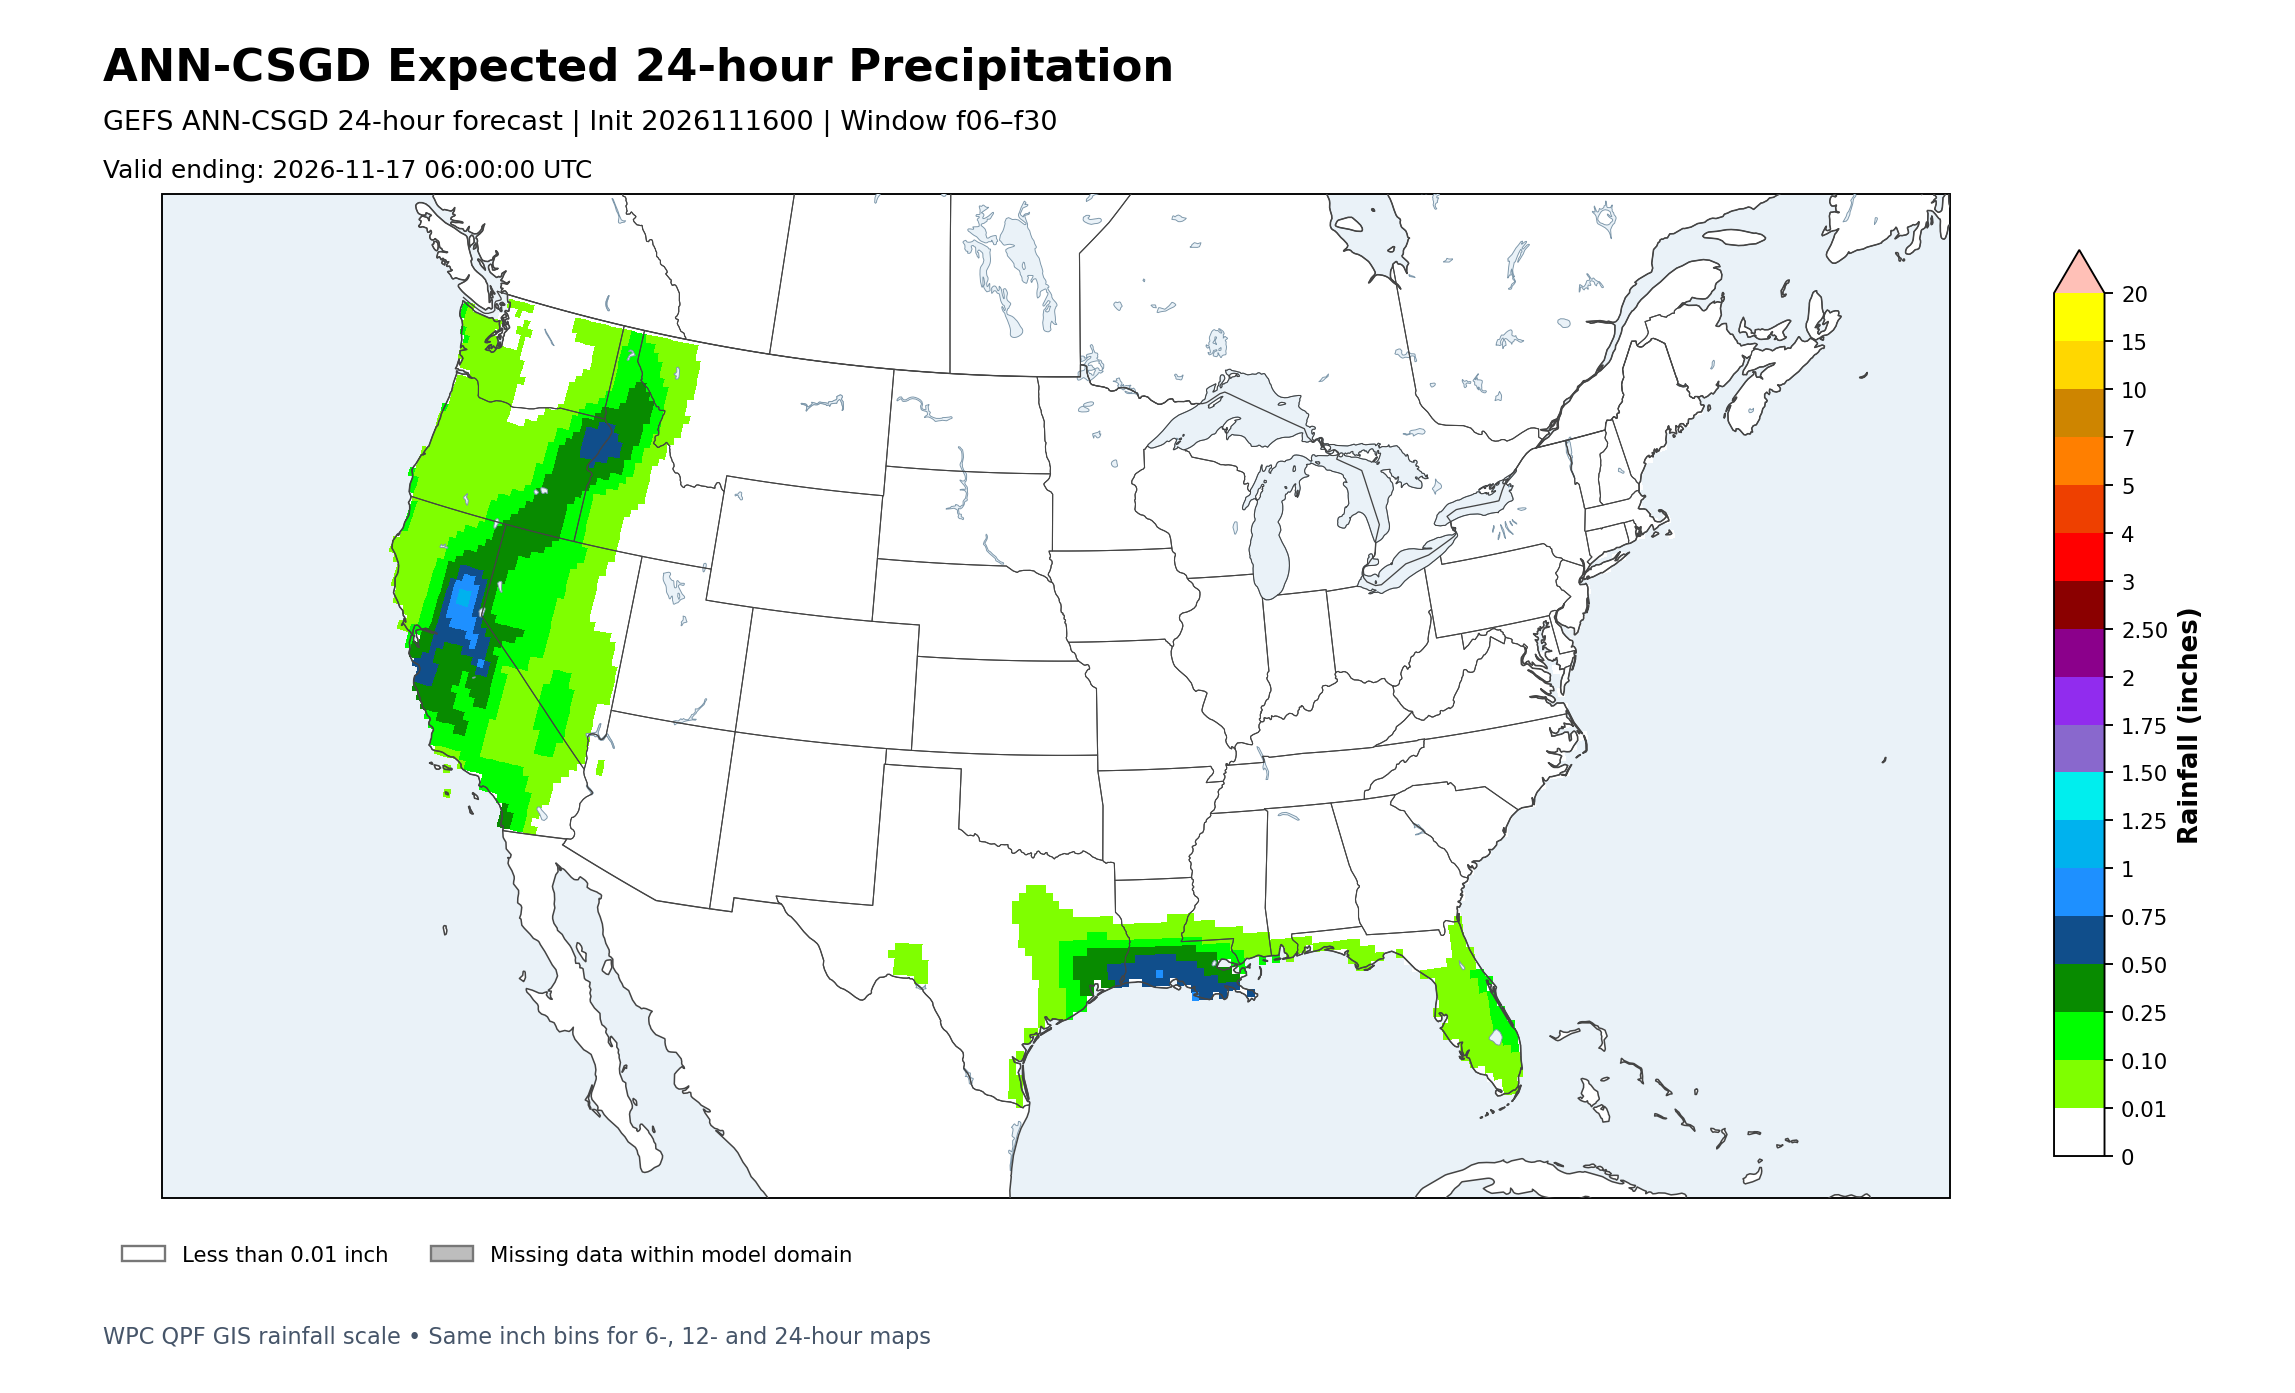 ANN-CSGD Expected 24-hour Precipitation
GEFS ANN-CSGD 24-hour forecast | Init 2026111600 | Window f06–f30
Valid ending: 2026-11-17 06:00:00 UTC
20
15
10
7
5
4
3
2.50
2
1.75
1.50
1.25
1
0.75
0.50
0.25
0.10
0.01
0
Rainfall (inches)
Less than 0.01 inch
Missing data within model domain
WPC QPF GIS rainfall scale • Same inch bins for 6-, 12- and 24-hour maps